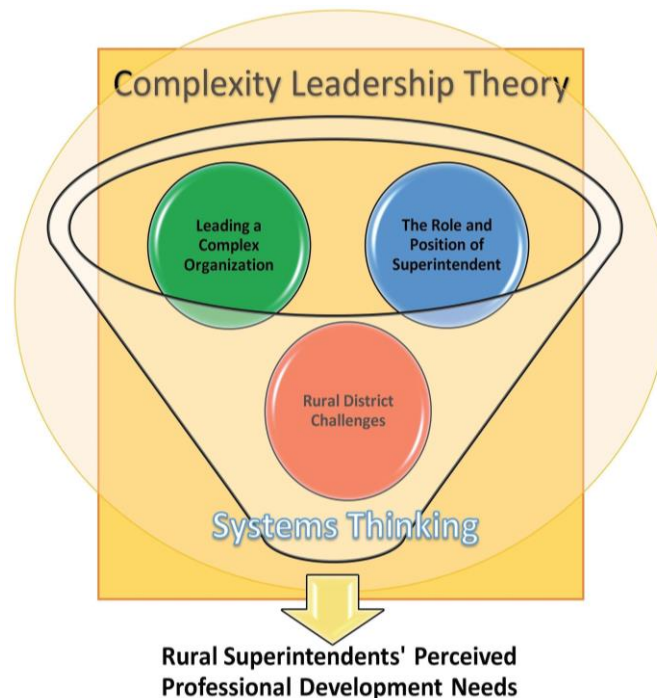 Complexity Leadership Theory
Leading a
Complex
Organization
The Role and
Position of
Superintendent
Rural District
Challenges
Systems Thinking
Rural Superintendents' Perceived
Professional Development Needs